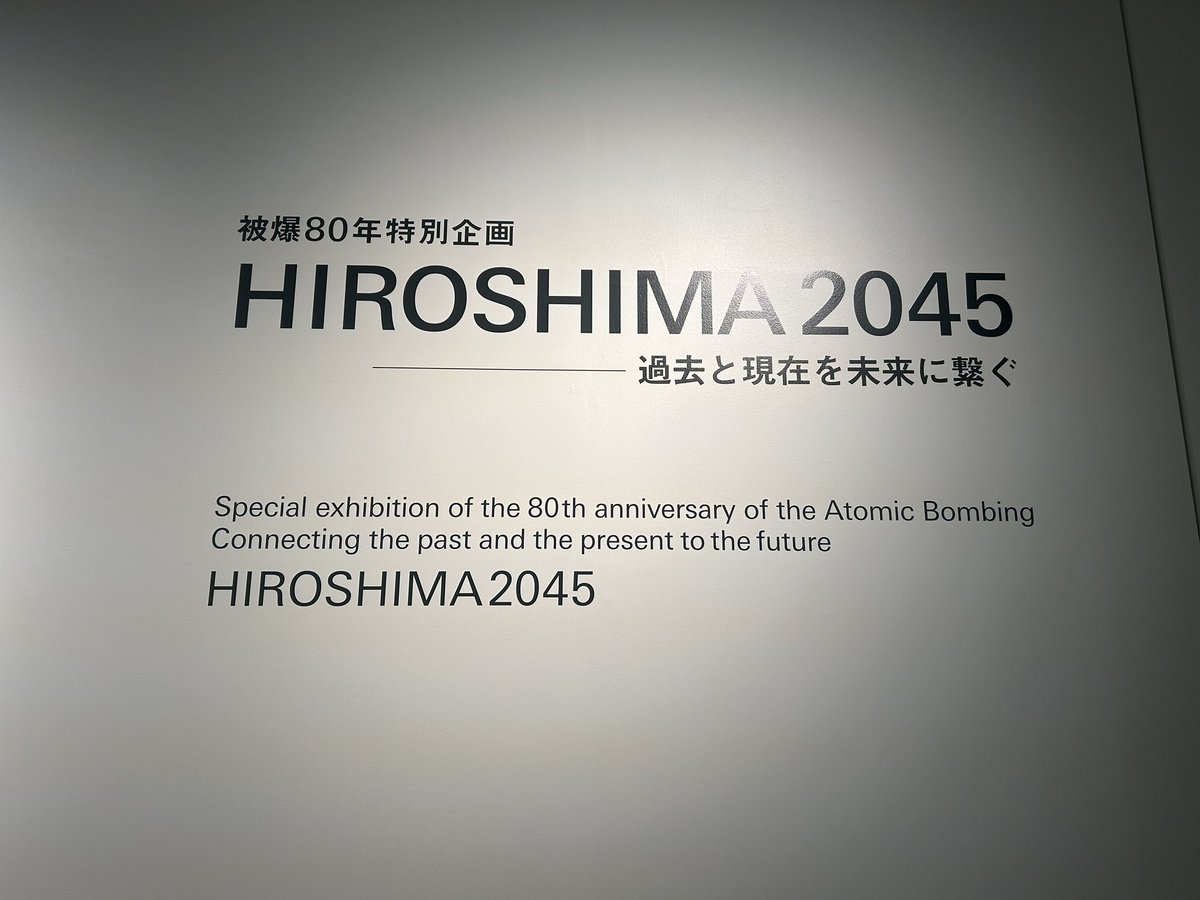 被爆80年特別企画
HIROSHIMA 2045
過去と現在を未来に繋ぐ
Special exhibition of the 80th anniversary of the Atomic Bombing
Connecting the past and the present to the future
HIROSHIMA 2045